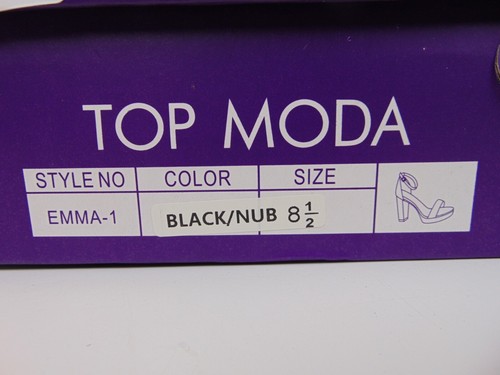 TOP MODA
STYLE NO COLOR SIZE
EMMA-1 BLACK/NUB 8 1/2